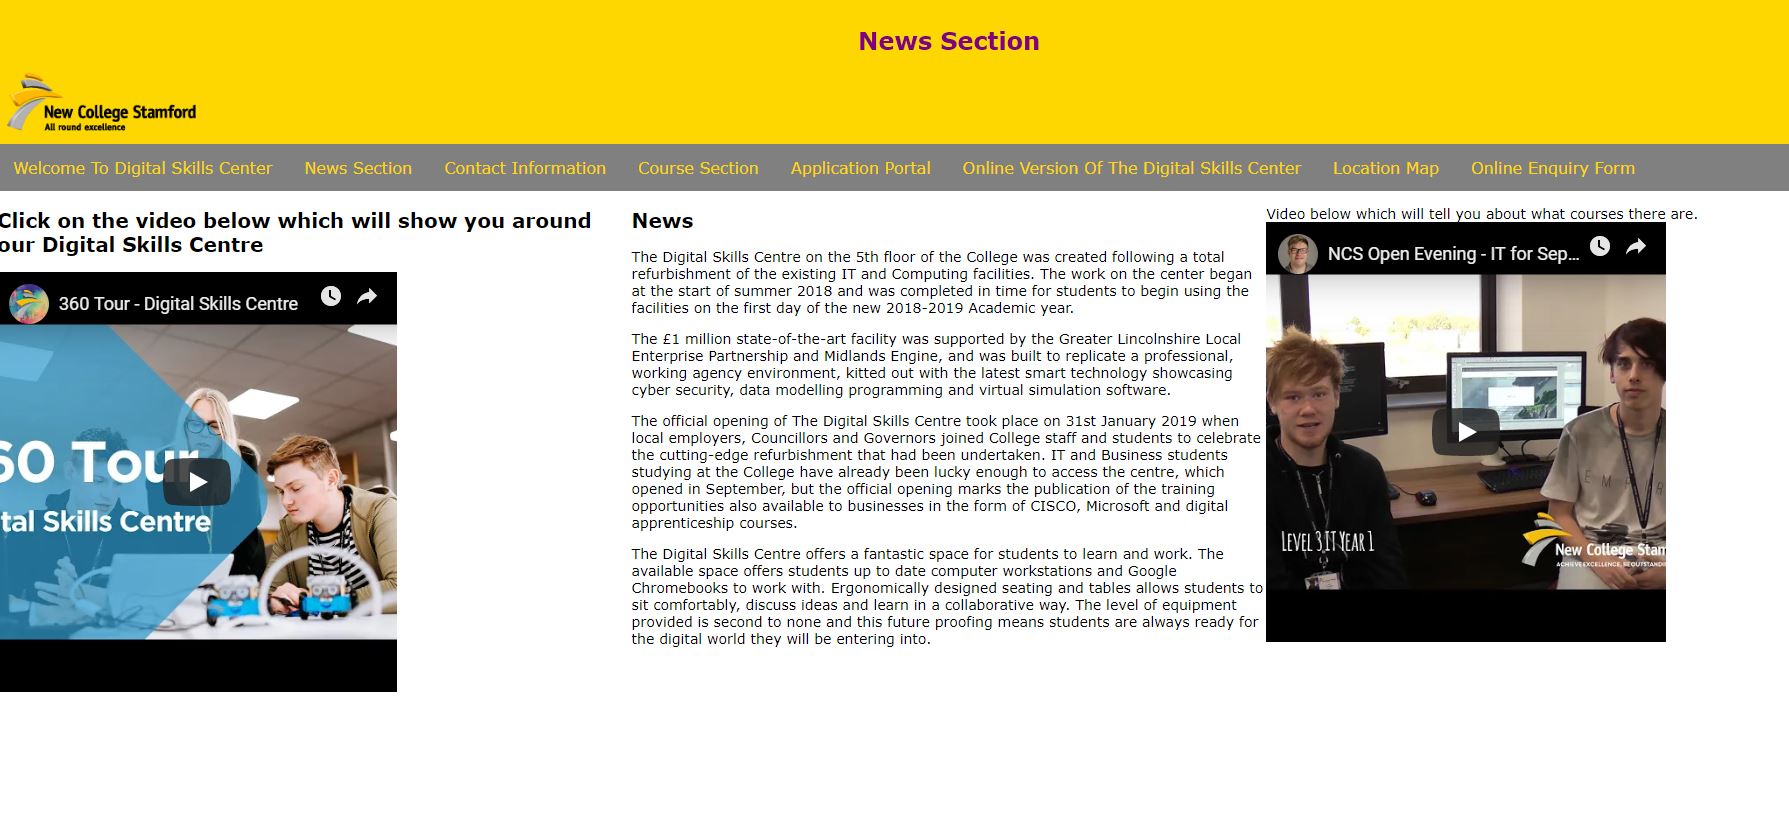 News Section
New College Stamford
All round excellence
Welcome To Digital Skills Center News Section Contact Information Course Section Application Portal Online Version Of The Digital Skills Center Location Map Online Enquiry Form
Click on the video below which will show you around
our Digital Skills Centre
360 Tour - Digital Skills Centre
60 Tour
tal Skills Centre
News
The Digital Skills Centre on the 5th floor of the College was created following a total
refurbishment of the existing IT and Computing facilities. The work on the center began
at the start of summer 2018 and was completed in time for students to begin using the
facilities on the first day of the new 2018-2019 Academic year.
The £1 million state-of-the-art facility was supported by the Greater Lincolnshire Local
Enterprise Partnership and Midlands Engine, and was built to replicate a professional,
working agency environment, kitted out with the latest smart technology showcasing
cyber security, data modelling programming and virtual simulation software.
The official opening of The Digital Skills Centre took place on 31st January 2019 when
local employers, Councillors and Governors joined College staff and students to celebrate
the cutting-edge refurbishment that had been undertaken. IT and Business students
studying at the College have already been lucky enough to access the centre, which
opened in September, but the official opening marks the publication of the training
opportunities also available to businesses in the form of CISCO, Microsoft and digital
apprenticeship courses.
The Digital Skills Centre offers a fantastic space for students to learn and work. The
available space offers students up to date computer workstations and Google
Chromebooks to work with. Ergonomically designed seating and tables allows students to
sit comfortably, discuss ideas and learn in a collaborative way. The level of equipment
provided is second to none and this future proofing means students are always ready for
the digital world they will be entering into.
Video below which will tell you about what courses there are.
NCS Open Evening - IT for Sep...
LEVEL 3 IT YEAR 1
New College Stam
ACHIEVE EXCELLENCE, BE OUTSTANDI